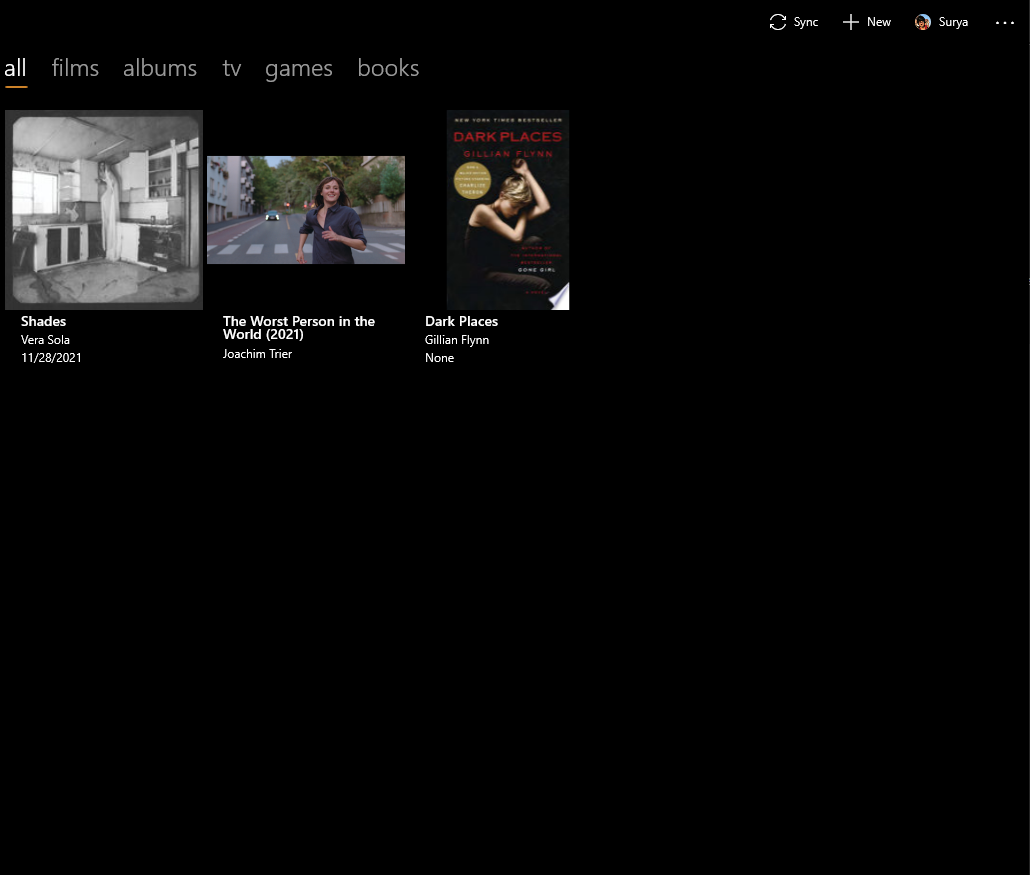 Sync
New
Surya
all
films
albums
tv
games
books
NEW YORK TIMES BESTSELLER
DARK PLACES
GILLIAN FLYNN
CHARLIZE
THERON
AUTHOR OF
THE INTERNATIONAL
BESTSELLER
GONE GIRL
A NOVEL
Shades
Vera Sola
11/28/2021
The Worst Person in the
World (2021)
Joachim Trier
Dark Places
Gillian Flynn
None